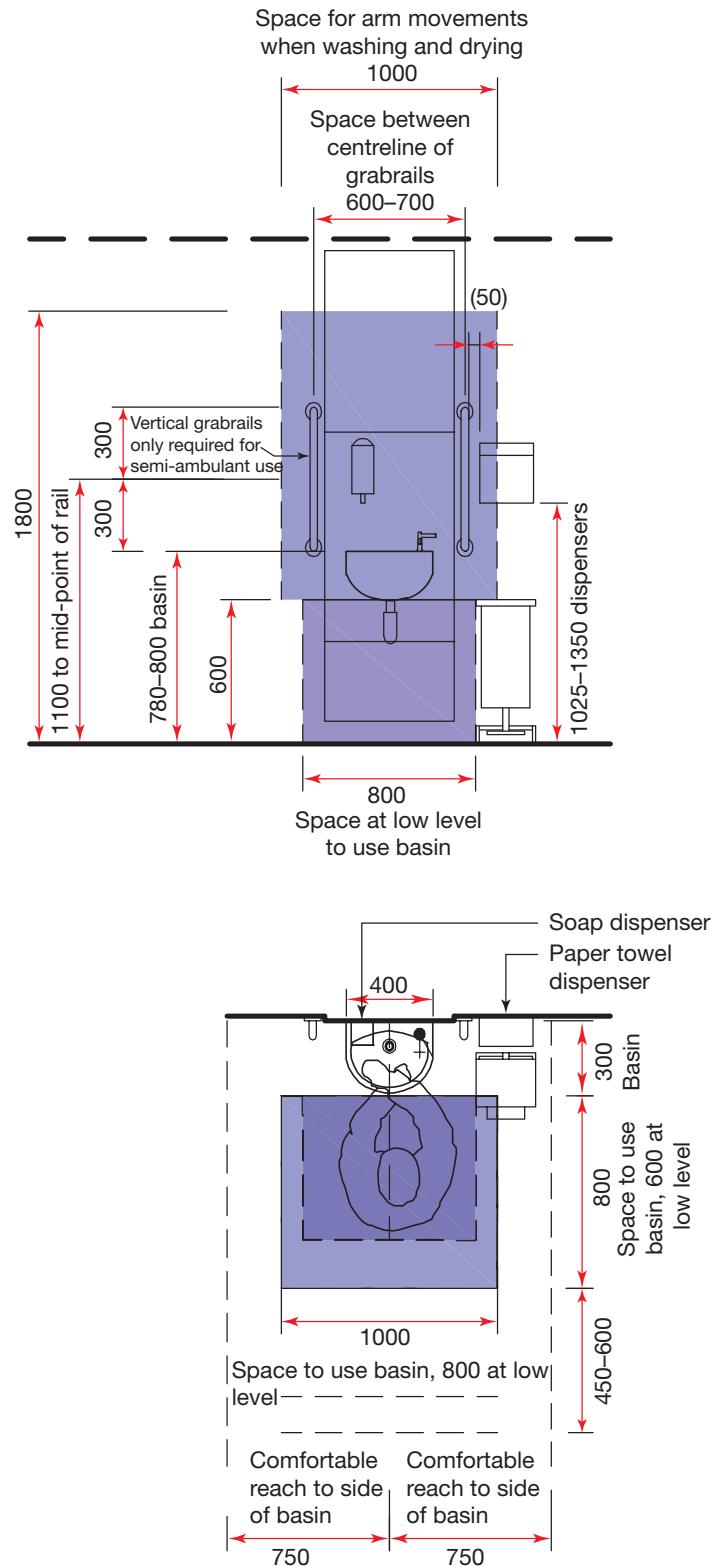 Space for arm movements
when washing and drying
1000
Space between
centreline of
grabrails
600–700
(50)
Vertical grabrails
only required for
semi-ambulant use
300
300
1800
1100 to mid-point of rail
780–800 basin
600
1025–1350 dispensers
800
Space at low level
to use basin
Soap dispenser
Paper towel
dispenser
400
300
Basin
800
Space to use
basin, 600 at
low level
1000
450–600
Space to use basin, 800 at low
level
Comfortable
reach to side
of basin
Comfortable
reach to side
of basin
750
750